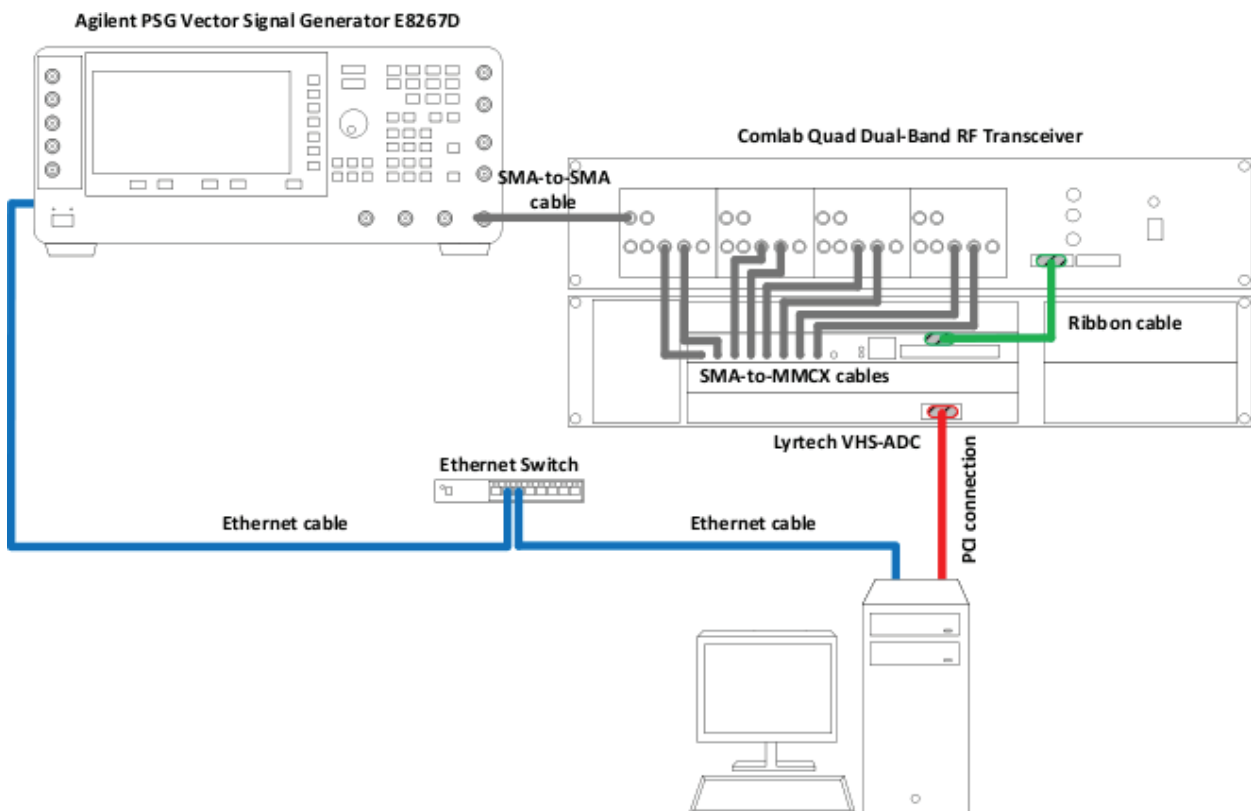 Agilent PSG Vector Signal Generator E8267D
Comlab Quad Dual-Band RF Transceiver
SMA-to-SMA
cable
Ribbon cable
SMA-to-MMCX cables
Lyrtech VHS-ADC
PCI connection
Ethernet Switch
Ethernet cable
Ethernet cable